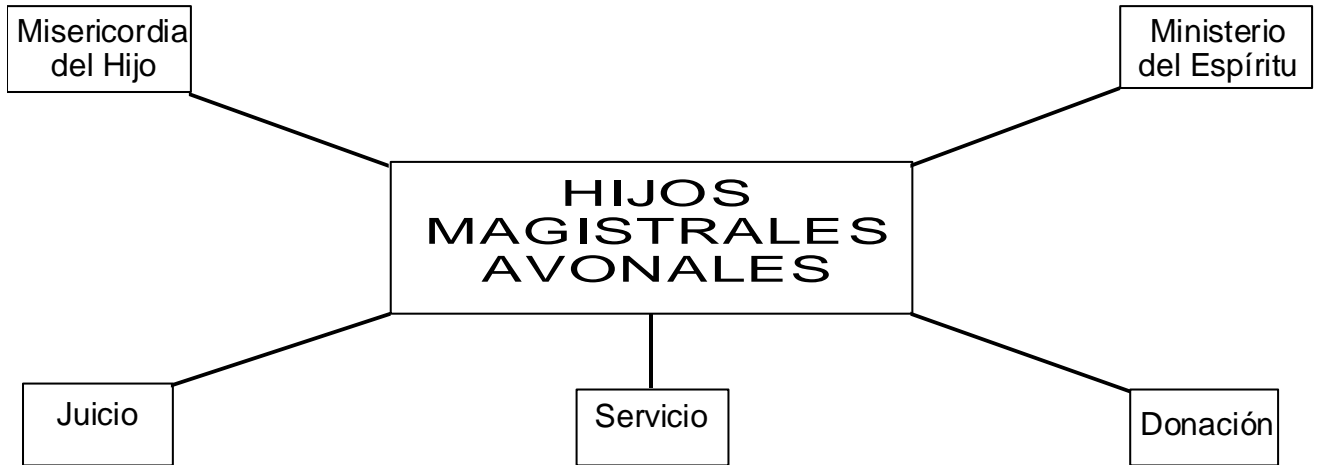 Misericordia
del Hijo
Ministerio
del Espíritu
HIJOS
MAGISTRALES
AVONALES
Juicio
Servicio
Donación